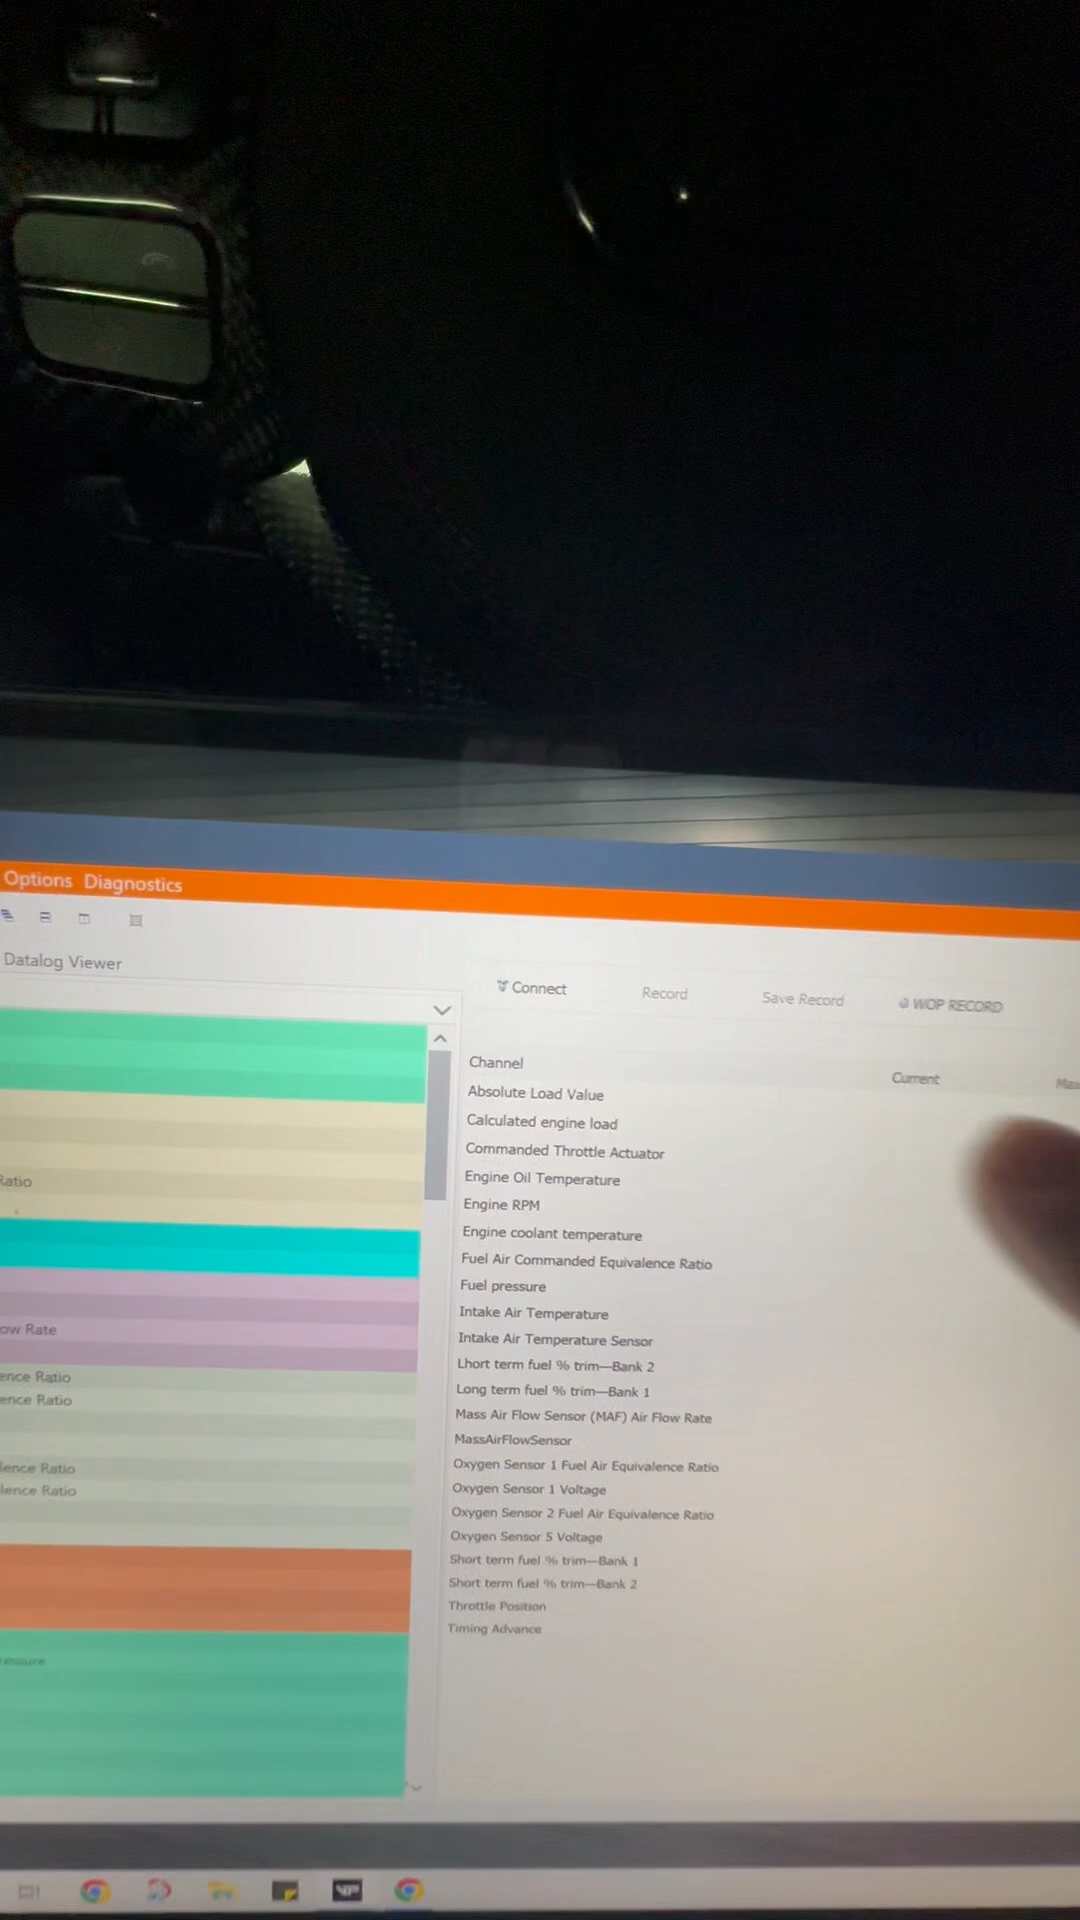 Options Diagnostics
Datalog Viewer
Connect Record Save Record WOP RECORD
Channel Current
Absolute Load Value
Calculated engine load
Commanded Throttle Actuator
Engine Oil Temperature
Engine RPM
Engine coolant temperature
Fuel Air Commanded Equivalence Ratio
Fuel pressure
Intake Air Temperature
Intake Air Temperature Sensor
Lhort term fuel % trim—Bank 2
Long term fuel % trim—Bank 1
Mass Air Flow Sensor (MAF) Air Flow Rate
MassAirFlowSensor
Oxygen Sensor 1 Fuel Air Equivalence Ratio
Oxygen Sensor 1 Voltage
Oxygen Sensor 2 Fuel Air Equivalence Ratio
Oxygen Sensor 5 Voltage
Short term fuel % trim—Bank 1
Short term fuel % trim—Bank 2
Throttle Position
Timing Advance
Ratio
ow Rate
ence Ratio
ence Ratio
lence Ratio
lence Ratio